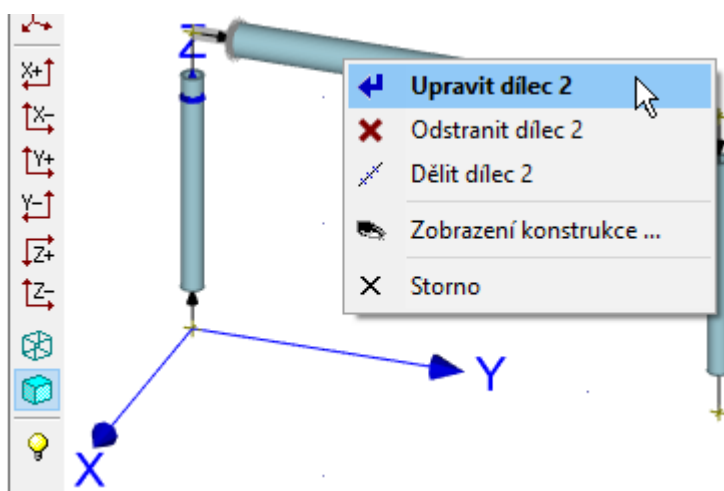 X+
X-
Y+
Y-
Z+
Z-
Z
Upravit dílec 2
Odstranit dílec 2
Dělit dílec 2
Zobrazení konstrukce ...
Storno
Y
X